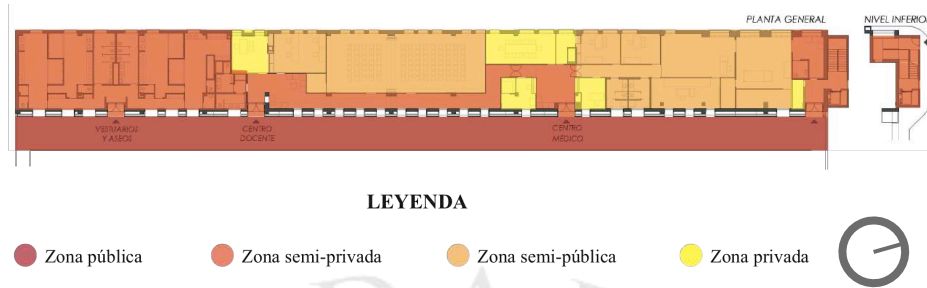 PLANTA GENERAL
NIVEL INFERIOR
VESTUARIOS
Y ASEOS
CENTRO
DOCENTE
CENTRO
MÉDICO
LEYENDA
Zona pública
Zona semi-privada
Zona semi-pública
Zona privada